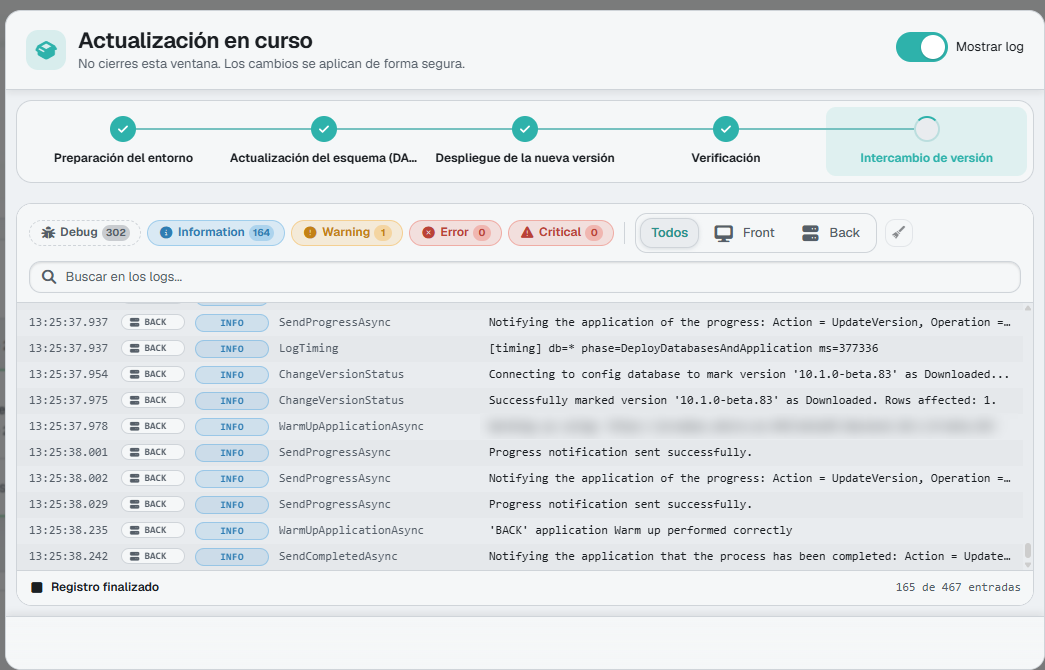 Actualización en curso
No cierres esta ventana. Los cambios se aplican de forma segura.
Mostrar log
Preparación del entorno
Actualización del esquema (DA...
Despliegue de la nueva versión
Verificación
Intercambio de versión
Debug 302
Information 164
Warning 1
Error 0
Critical 0
Todos
Front
Back
Buscar en los logs...
13:25:37.937 BACK INFO SendProgressAsync Notifying the application of the progress: Action = UpdateVersion, Operation =…
13:25:37.937 BACK INFO LogTiming [timing] db=* phase=DeployDatabasesAndApplication ms=377336
13:25:37.954 BACK INFO ChangeVersionStatus Connecting to config database to mark version '10.1.0-beta.83' as Downloaded...
13:25:37.975 BACK INFO ChangeVersionStatus Successfully marked version '10.1.0-beta.83' as Downloaded. Rows affected: 1.
13:25:37.978 BACK INFO WarmUpApplicationAsync
13:25:38.001 BACK INFO SendProgressAsync Progress notification sent successfully.
13:25:38.002 BACK INFO SendProgressAsync Notifying the application of the progress: Action = UpdateVersion, Operation =…
13:25:38.029 BACK INFO SendProgressAsync Progress notification sent successfully.
13:25:38.235 BACK INFO WarmUpApplicationAsync 'BACK' application Warm up performed correctly
13:25:38.242 BACK INFO SendCompletedAsync Notifying the application that the process has been completed: Action = Update…
Registro finalizado
165 de 467 entradas